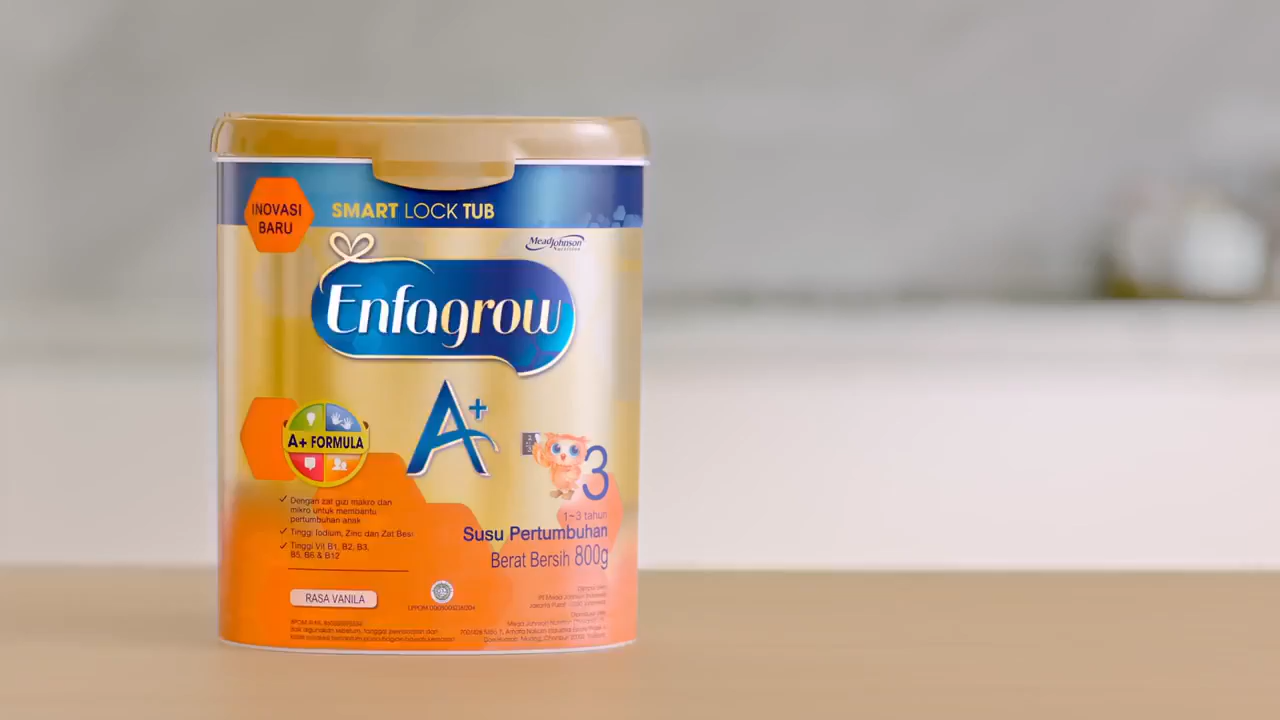 INOVASI
BARU
SMART LOCK TUB
MeadJohnson
Nutrition
Enfagrow
A+
A+ FORMULA
3
1~3 tahun
Susu Pertumbuhan
Berat Bersih 800g
✓ Dengan zat gizi makro dan
mikro untuk membantu
pertumbuhan anak
✓ Tinggi Iodium, Zinc dan Zat Besi
✓ Tinggi Vit B1, B2, B3,
B5, B6 & B12
RASA VANILA